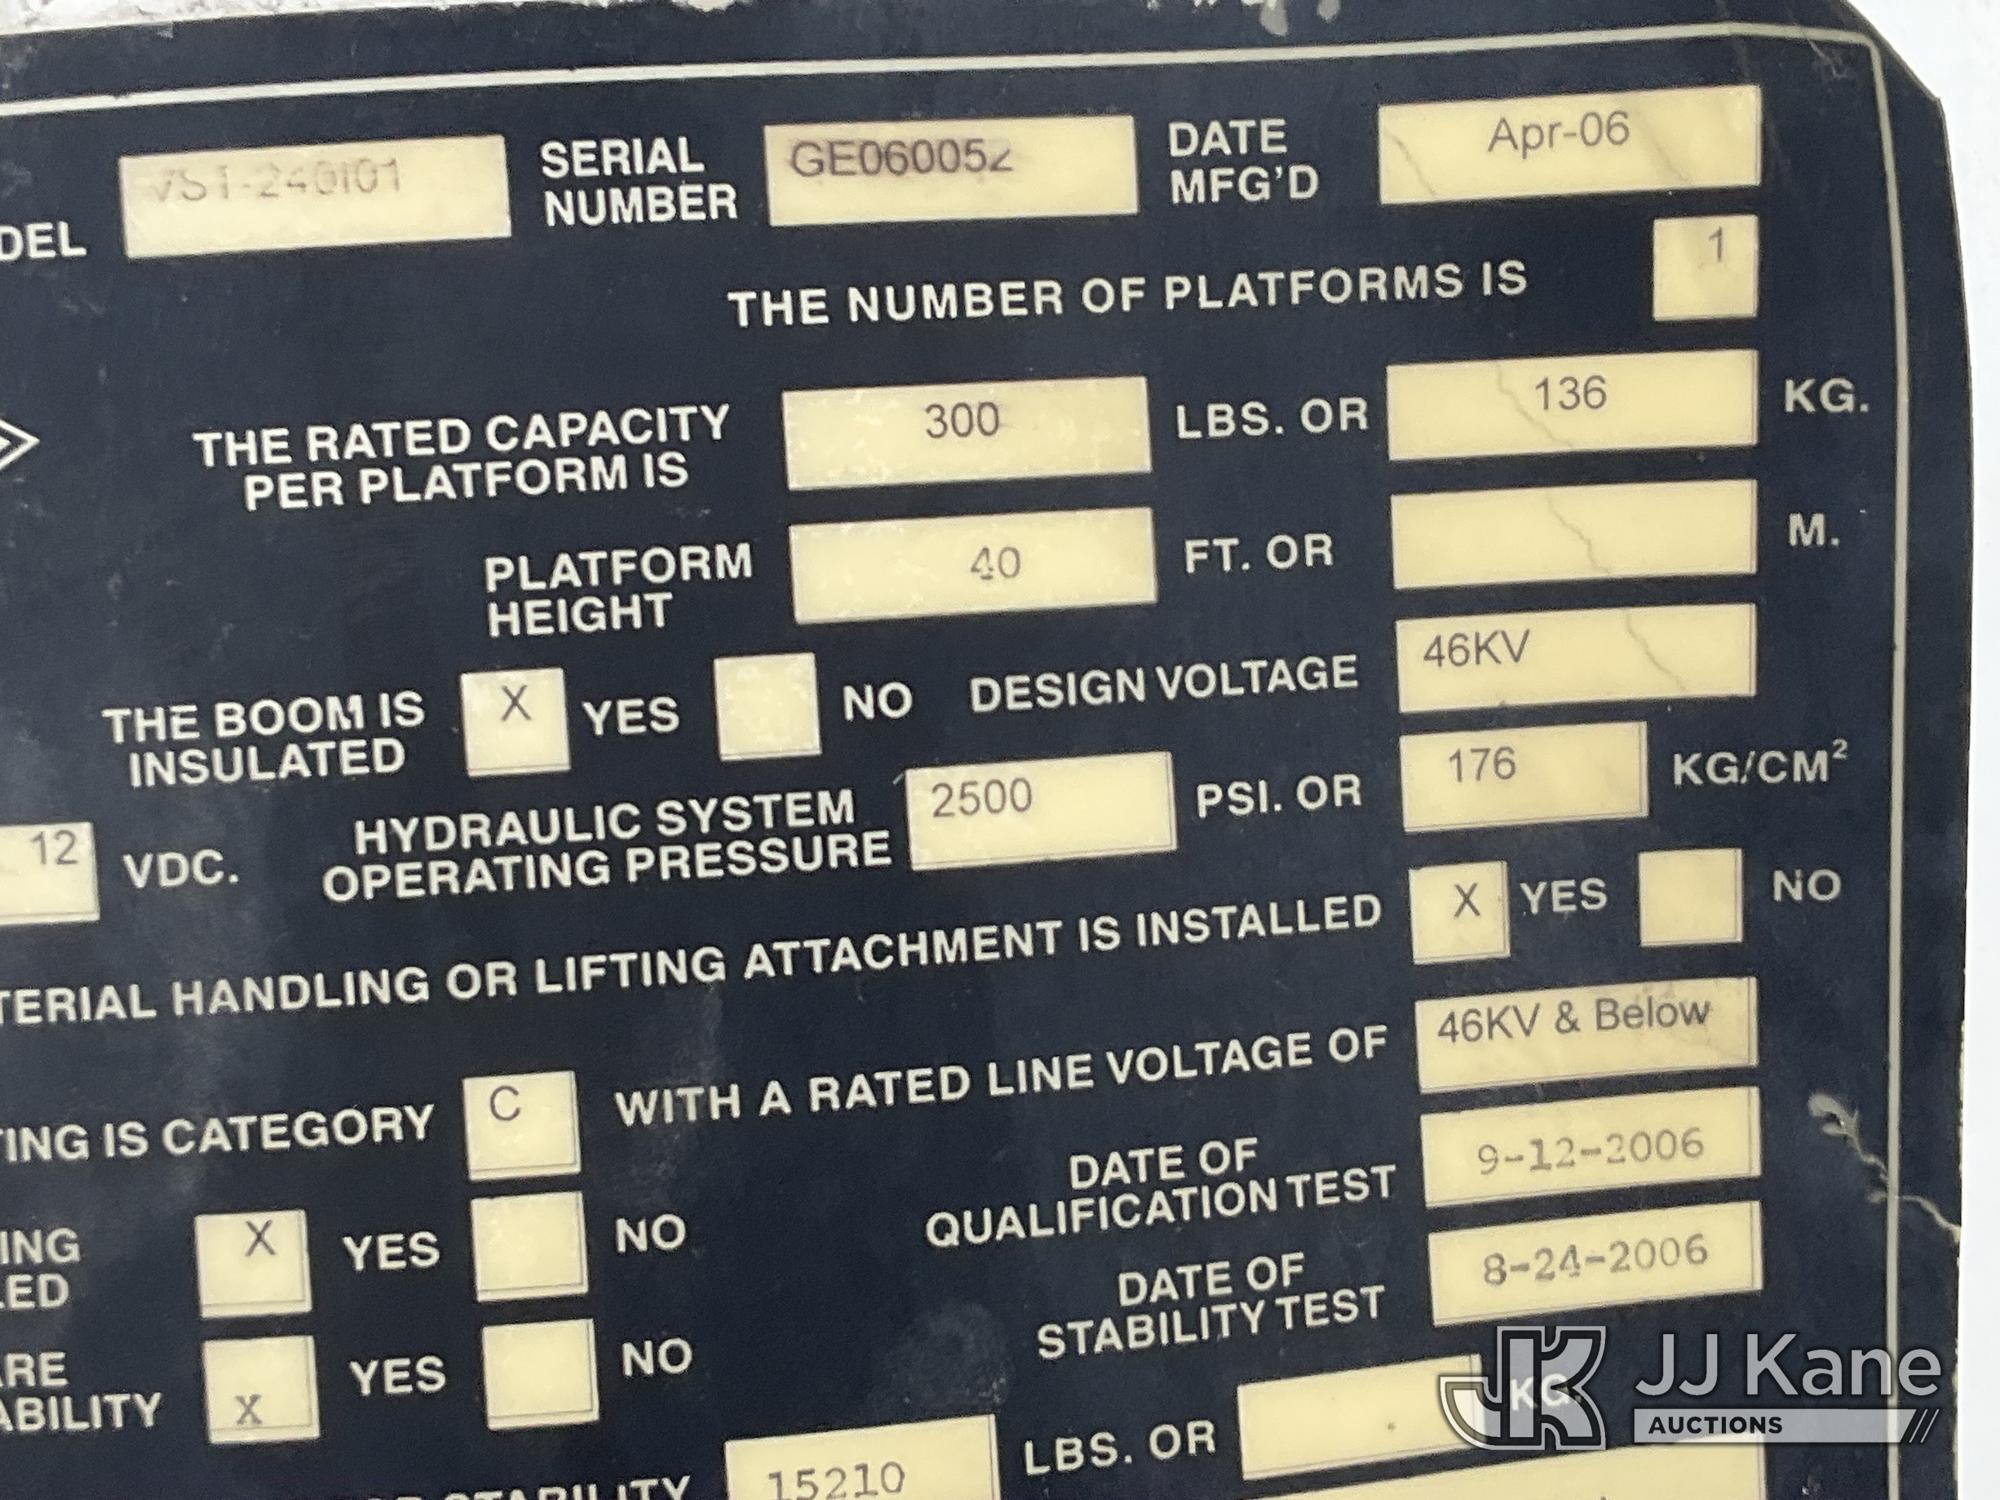 DEL VST-240I01 SERIAL NUMBER GE060052 DATE MFG'D Apr-06
THE NUMBER OF PLATFORMS IS 1
THE RATED CAPACITY PER PLATFORM IS 300 LBS. OR 136 KG.
PLATFORM HEIGHT 40 FT. OR M.
THE BOOM IS INSULATED X YES NO DESIGN VOLTAGE 46KV
12 VDC. HYDRAULIC SYSTEM OPERATING PRESSURE 2500 PSI. OR 176 KG/CM²
TERIAL HANDLING OR LIFTING ATTACHMENT IS INSTALLED X YES NO
TING IS CATEGORY C WITH A RATED LINE VOLTAGE OF 46KV & Below
DATE OF QUALIFICATION TEST 9-12-2006
ING LED X YES NO
DATE OF STABILITY TEST 8-24-2006
ARE ABILITY X YES NO
STABILITY 15210 LBS. OR KG.
JK JJ Kane
AUCTIONS